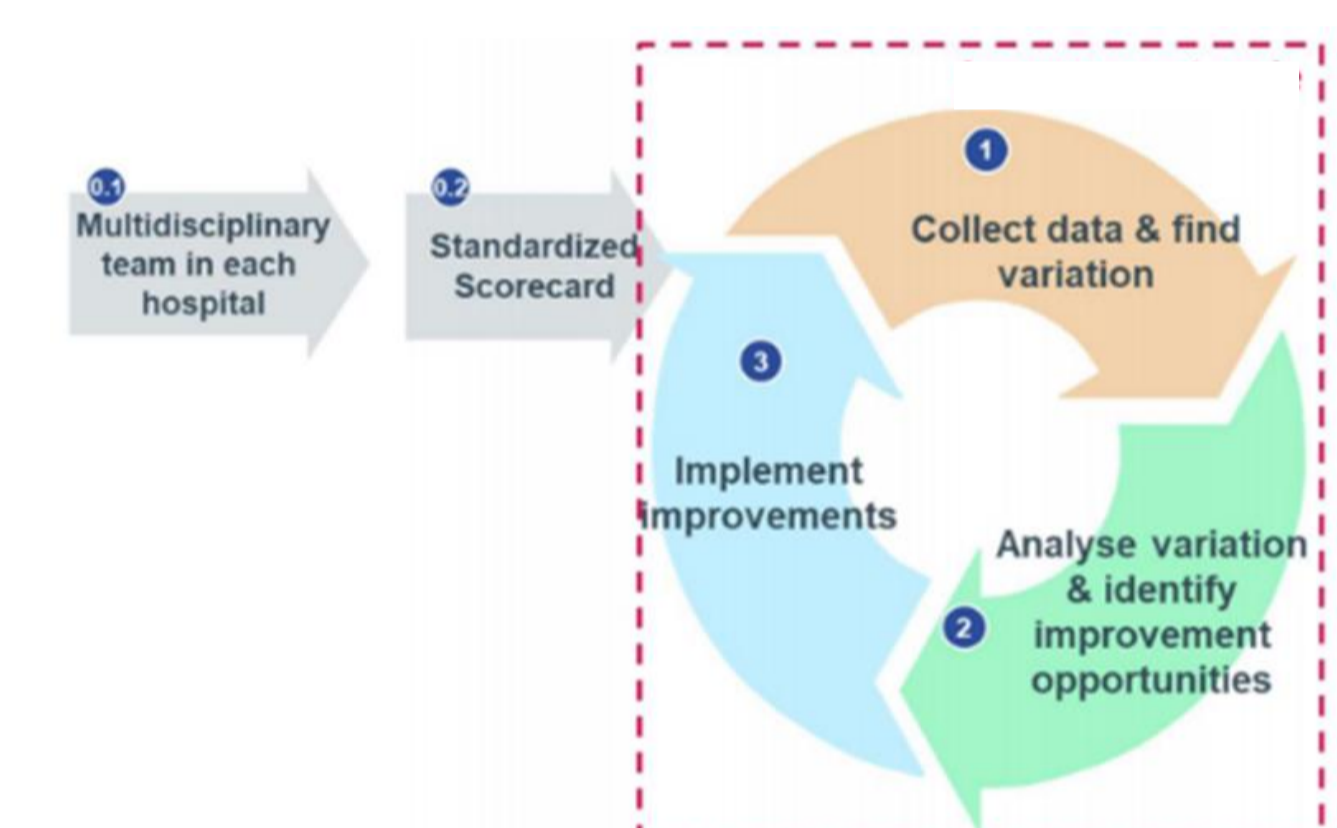 0.1
Multidisciplinary
team in each
hospital
0.2
Standardized
Scorecard
1
Collect data & find
variation
2
Analyse variation
& identify
improvement
opportunities
3
Implement
improvements